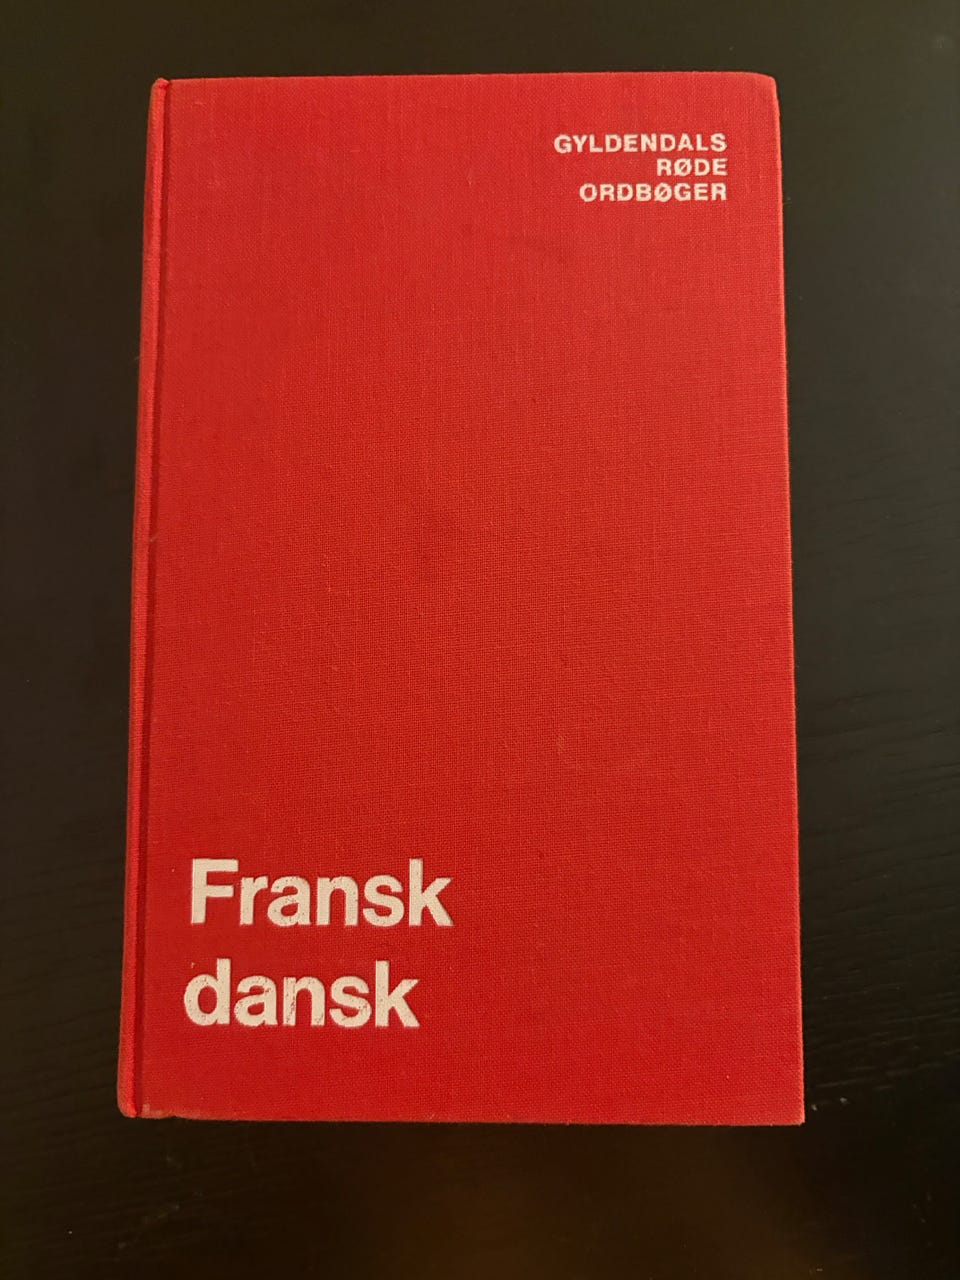 GYLDENDALS
RØDE
ORDBØGER
Fransk
dansk